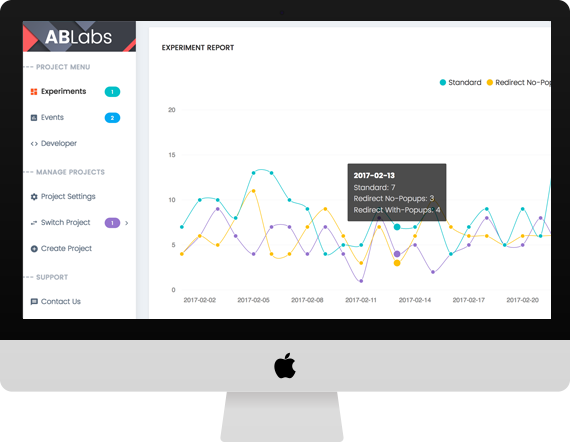 ABLabs
PROJECT MENU
Experiments 1
Events 2
Developer
MANAGE PROJECTS
Project Settings
Switch Project 1
Create Project
SUPPORT
Contact Us
EXPERIMENT REPORT
Standard Redirect No-Pop
20
15
10
5
0
2017-02-13
Standard: 7
Redirect No-Popups: 3
Redirect With-Popups: 4
2017-02-02 2017-02-05 2017-02-08 2017-02-11 2017-02-14 2017-02-17 2017-02-20